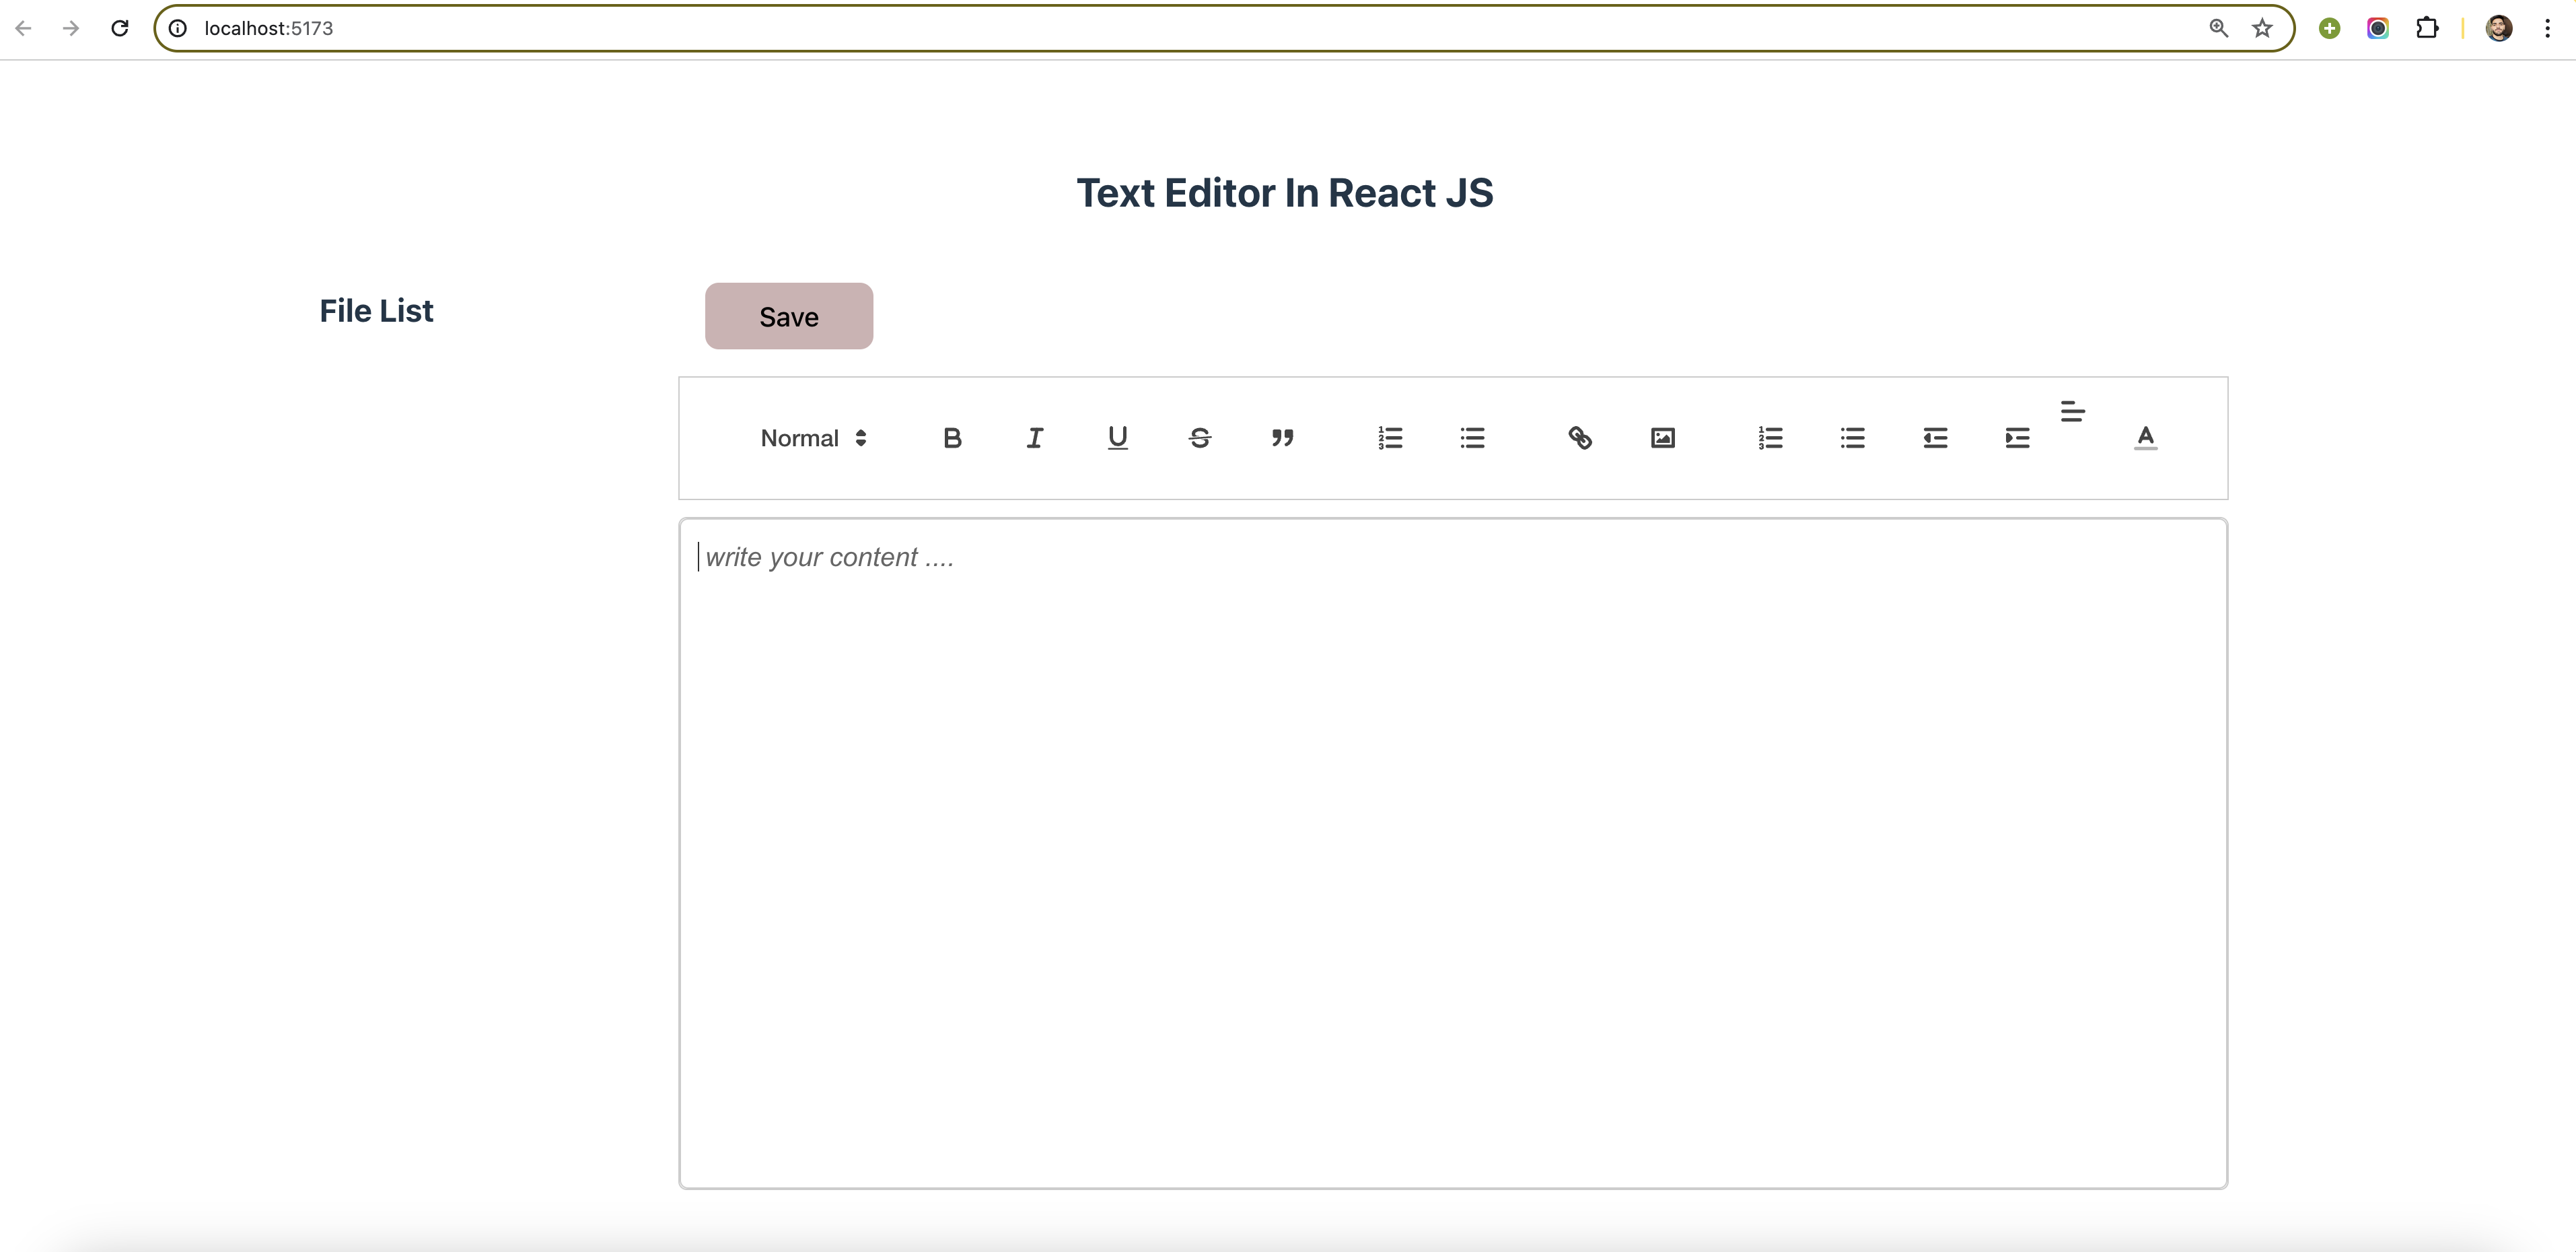 localhost:5173
Text Editor In React JS
File List
Save
Normal
write your content ....